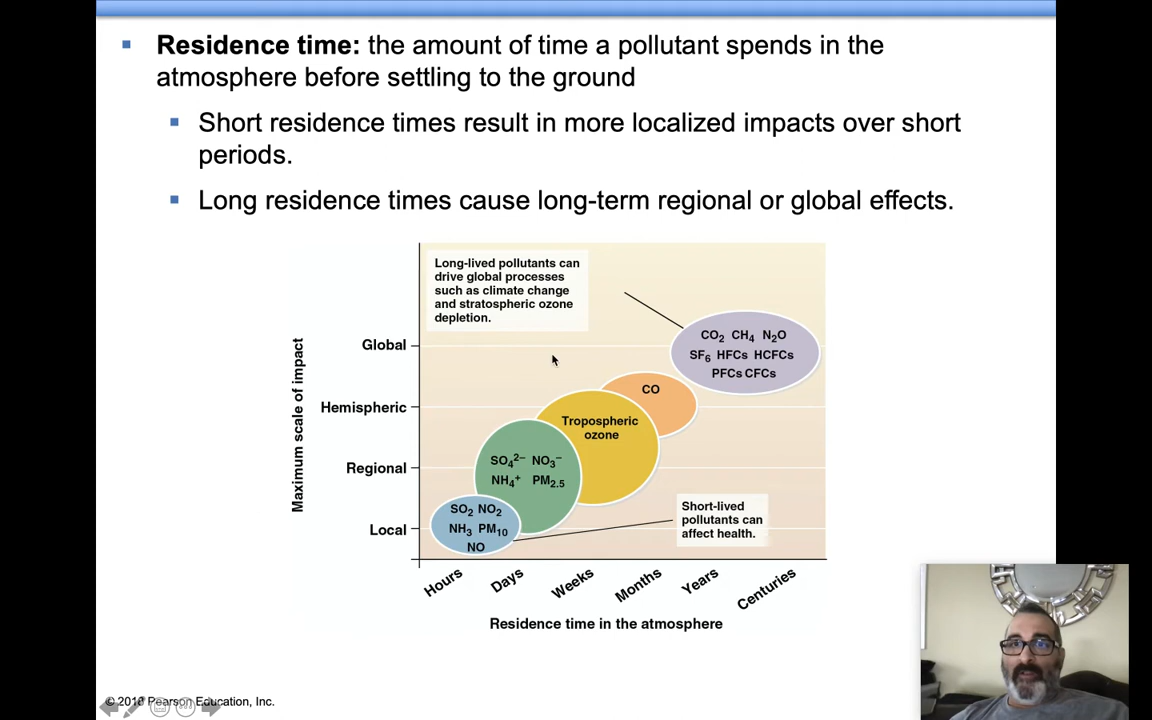 Residence time: the amount of time a pollutant spends in the
atmosphere before settling to the ground
Short residence times result in more localized impacts over short
periods.
Long residence times cause long-term regional or global effects.
Long-lived pollutants can
drive global processes
such as climate change
and stratospheric ozone
depletion.
Maximum scale of impact
Global
Hemispheric
Regional
Local
CO₂ CH₄ N₂O
SF₆ HFCs HCFCs
PFCs CFCs
CO
Tropospheric
ozone
SO₄²⁻ NO₃⁻
NH₄⁺ PM₂.₅
SO₂ NO₂
NH₃ PM₁₀
NO
Short-lived
pollutants can
affect health.
Hours
Days
Weeks
Months
Years
Centuries
Residence time in the atmosphere
Pearson Education, Inc.